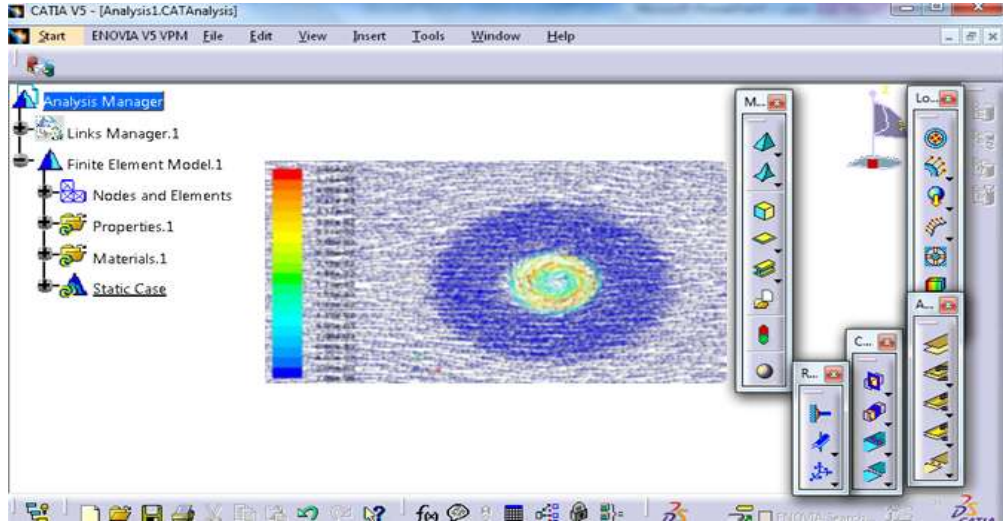 CATIA V5 - [Analysis1.CATAnalysis]
Start ENOVIA V5 VPM File Edit View Insert Tools Window Help
Analysis Manager
Links Manager.1
Finite Element Model.1
Nodes and Elements
Properties.1
Materials.1
Static Case
M...
Lo...
A...
C...
R...
f(x)
ENOVIA Search
CATIA